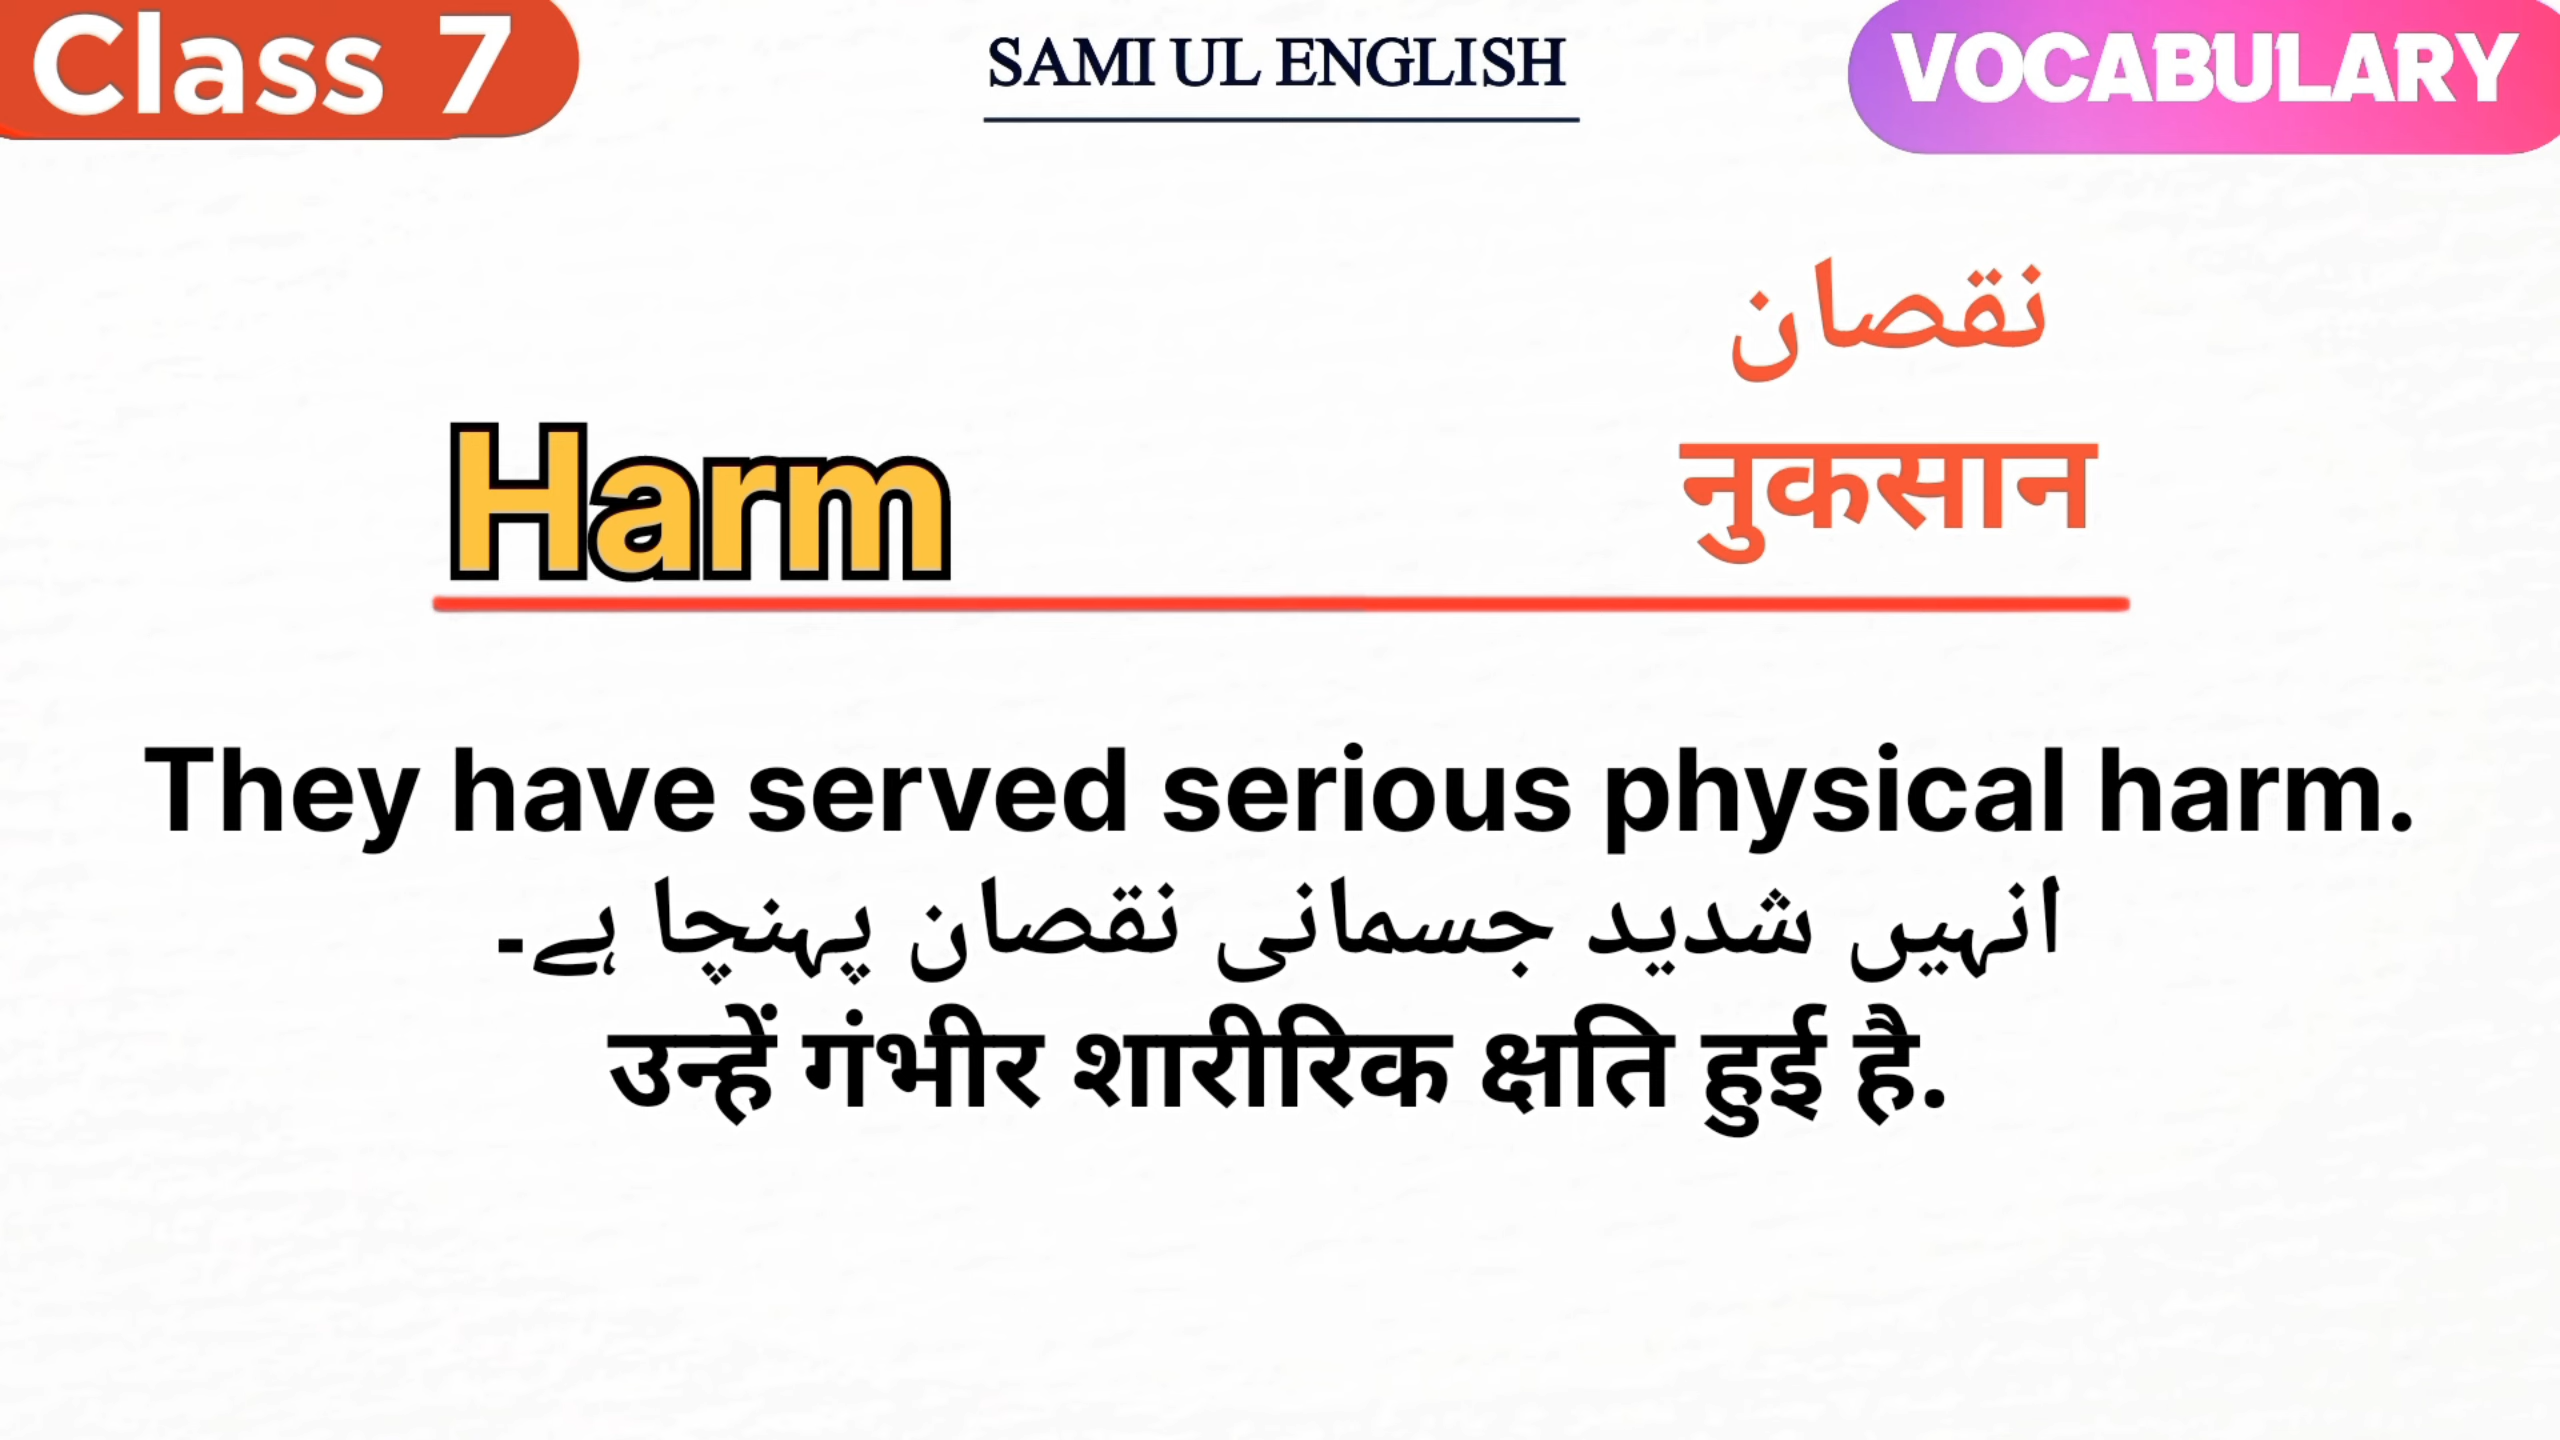 Class 7
SAMI UL ENGLISH
VOCABULARY
نقصان
Harm
नुकसान
They have served serious physical harm.
انہیں شدید جسمانی نقصان پہنچا ہے۔
उन्हें गंभीर शारीरिक क्षति हुई है.